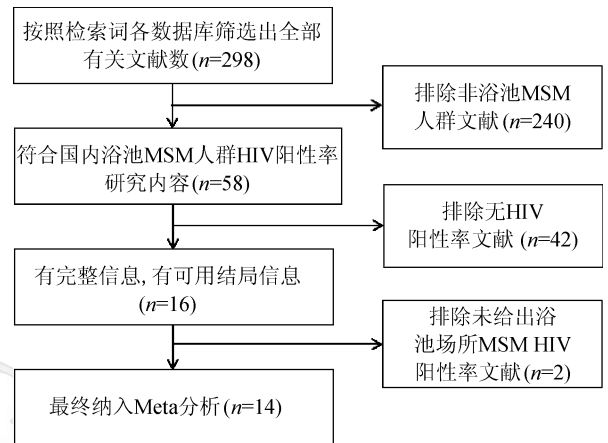 按照检索词各数据库筛选出全部
有关文献数(n=298)
排除非浴池MSM
人群文献(n=240)
符合国内浴池MSM人群HIV阳性率
研究内容(n=58)
排除无HIV
阳性率文献(n=42)
有完整信息,有可用结局信息
(n=16)
排除未给出浴
池场所MSM HIV
阳性率文献(n=2)
最终纳入Meta分析(n=14)